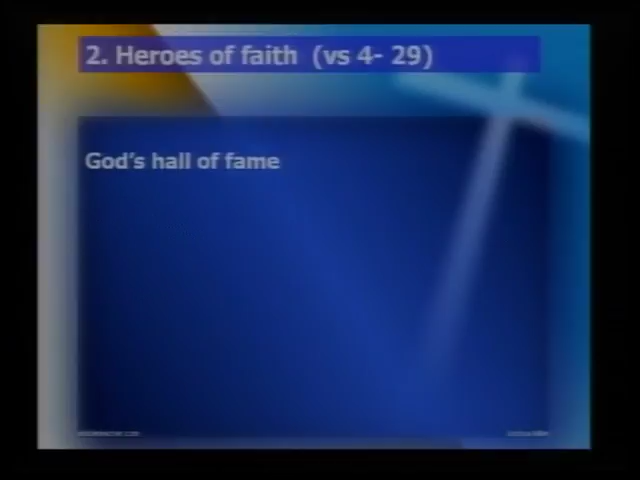 2. Heroes of faith (vs 4- 29)
God's hall of fame